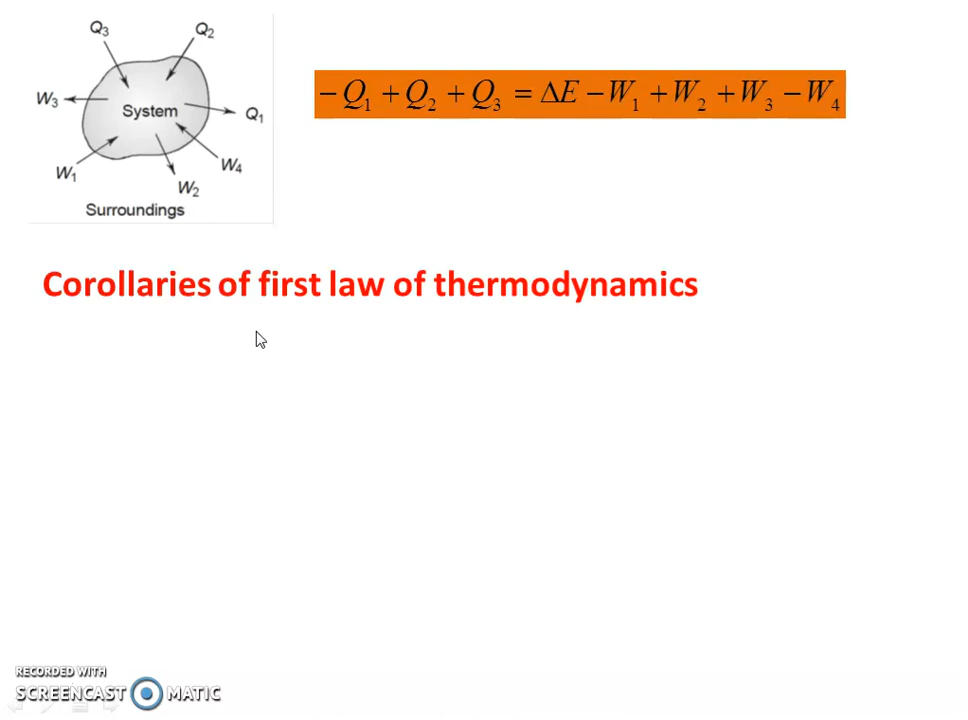 Q3 Q2
W3 System Q1
W1 W4
W2
Surroundings
− Q1 + Q2 + Q3 = ΔE − W1 + W2 + W3 − W4
Corollaries of first law of thermodynamics
RECORDED WITH
SCREENCAST MATIC